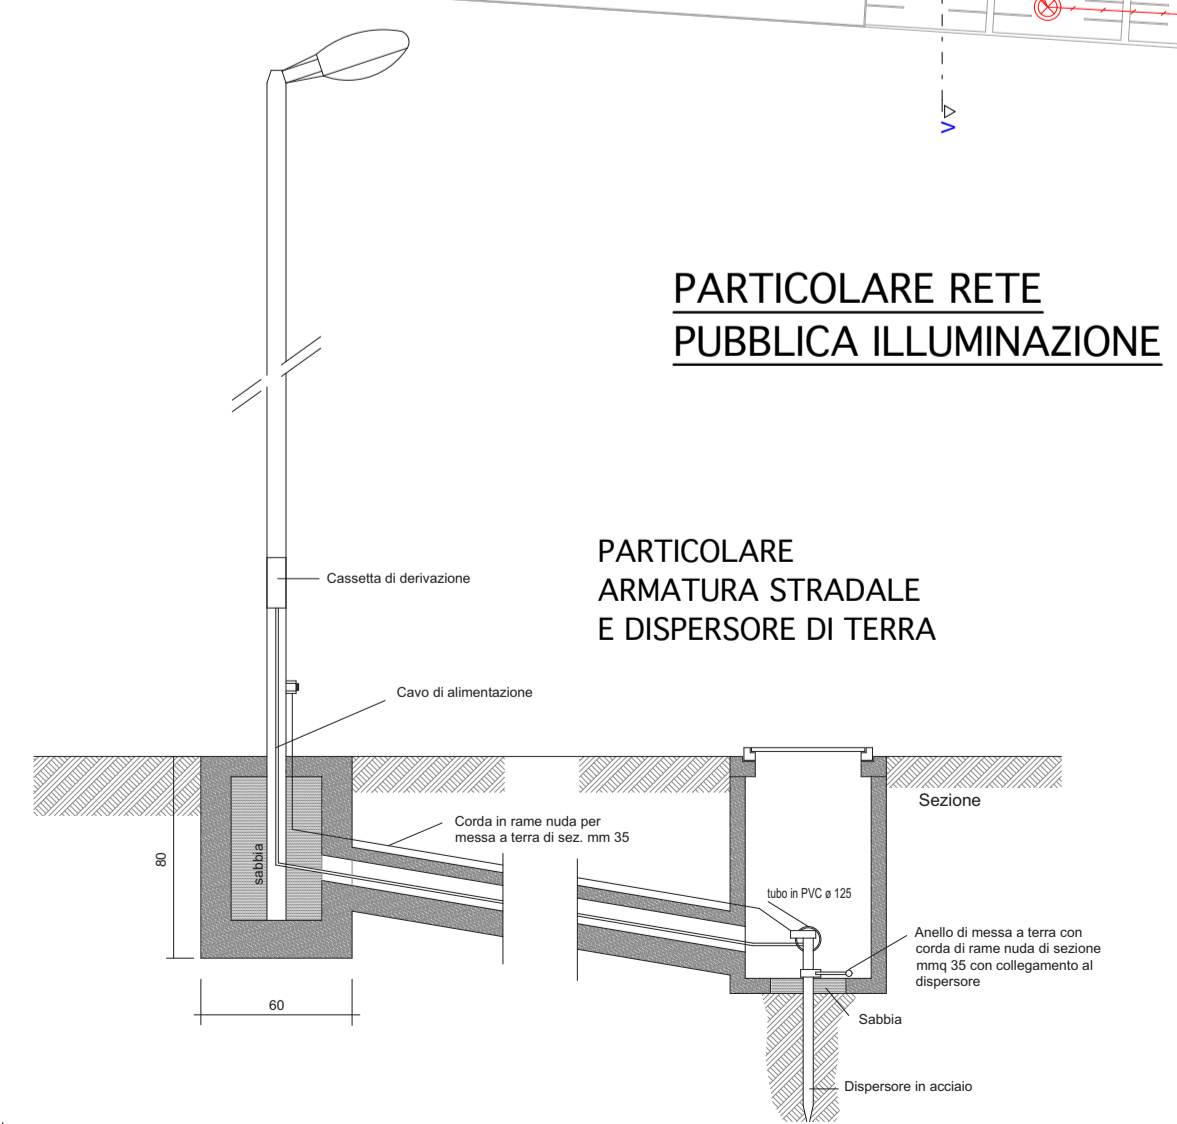 V
PARTICOLARE RETE
PUBBLICA ILLUMINAZIONE
PARTICOLARE
ARMATURA STRADALE
E DISPERSORE DI TERRA
Cassetta di derivazione
Cavo di alimentazione
Sezione
Corda in rame nuda per
messa a terra di sez. mm 35
80
sabbia
tubo in PVC ø 125
Anello di messa a terra con
corda di rame nuda di sezione
mmq 35 con collegamento al
dispersore
60
Sabbia
Dispersore in acciaio